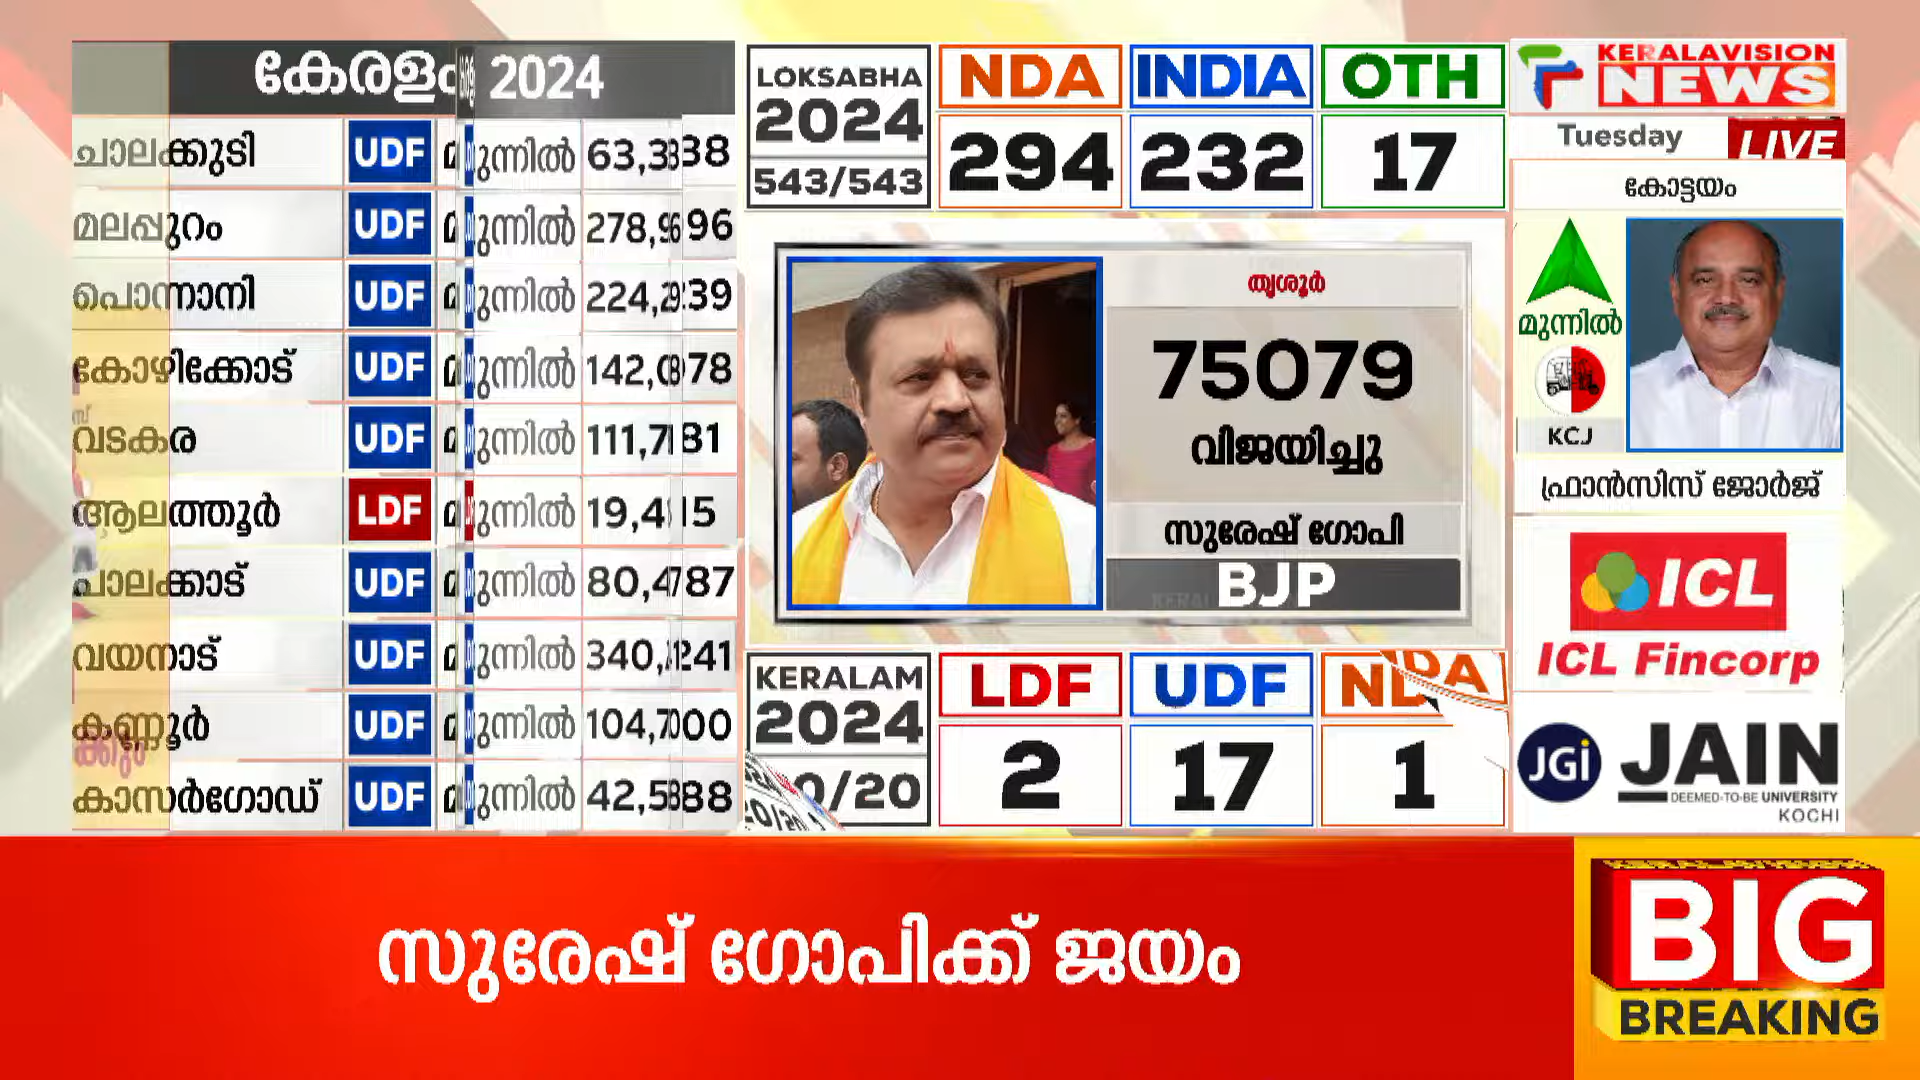 കേരളം 2024
ചാലക്കുടി UDF മുന്നിൽ
മലപ്പുറം UDF മുന്നിൽ
പൊന്നാനി UDF മുന്നിൽ
കോഴിക്കോട് UDF മുന്നിൽ
വടകര UDF മുന്നിൽ
ആലത്തൂർ LDF മുന്നിൽ
പാലക്കാട് UDF മുന്നിൽ
വയനാട് UDF മുന്നിൽ
കണ്ണൂർ UDF മുന്നിൽ
കാസർഗോഡ് UDF മുന്നിൽ
LOKSABHA
2024
543/543
NDA INDIA OTH
294 232 17
തൃശൂർ
75079
വിജയിച്ചു
സുരേഷ് ഗോപി
BJP
KERALAM
2024
/20
LDF UDF NDA
2 17 1
KERALAVISION
NEWS
Tuesday LIVE
കോട്ടയം
മുന്നിൽ
KCJ
ഫ്രാൻസിസ് ജോർജ്
ICL
ICL Fincorp
JGi JAIN
DEEMED-TO-BE UNIVERSITY
KOCHI
സുരേഷ് ഗോപിക്ക് ജയം
BIG
BREAKING